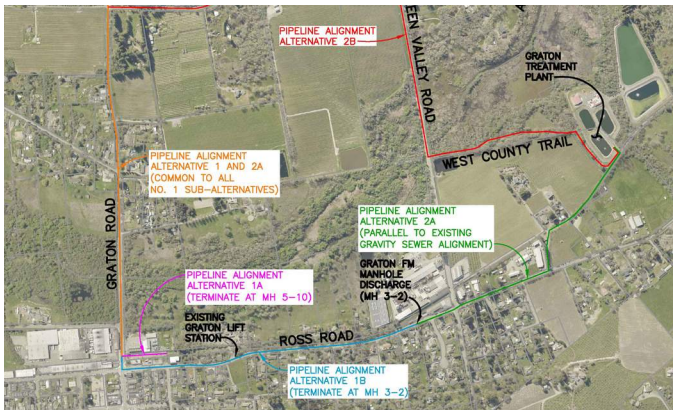 PIPELINE ALIGNMENT
ALTERNATIVE 2B
EEN VALLEY ROAD
GRATON
TREATMENT
PLANT
WEST COUNTY TRAIL
PIPELINE ALIGNMENT
ALTERNATIVE 1 AND 2A
(COMMON TO ALL
NO. 1 SUB-ALTERNATIVES)
GRATON ROAD
PIPELINE ALIGNMENT
ALTERNATIVE 2A
(PARALLEL TO EXISTING
GRAVITY SEWER ALIGNMENT)
PIPELINE ALIGNMENT
ALTERNATIVE 1A
(TERMINATE AT MH 5-10)
GRATON FM
MANHOLE
DISCHARGE
(MH 3-2)
EXISTING
GRATON LIFT
STATION
ROSS ROAD
PIPELINE ALIGNMENT
ALTERNATIVE 1B
(TERMINATE AT MH 3-2)